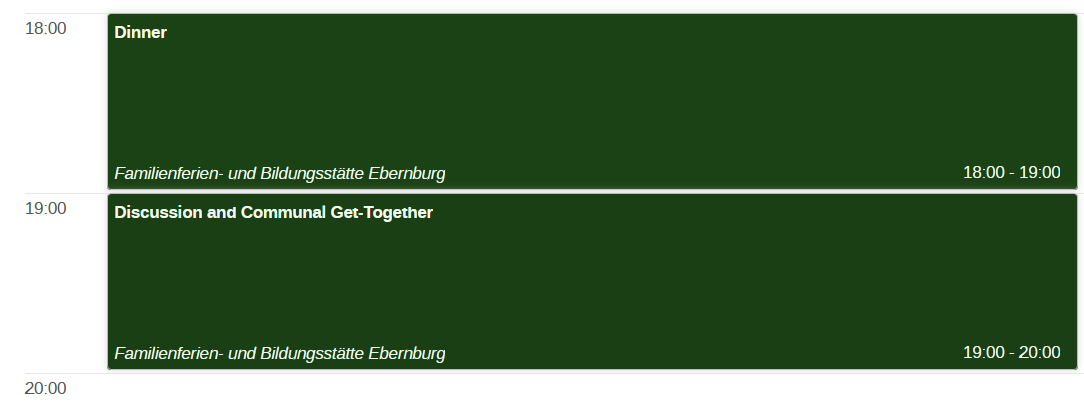 18:00
Dinner
Familienferien- und Bildungsstätte Ebernburg
18:00 - 19:00
19:00
Discussion and Communal Get-Together
Familienferien- und Bildungsstätte Ebernburg
19:00 - 20:00
20:00